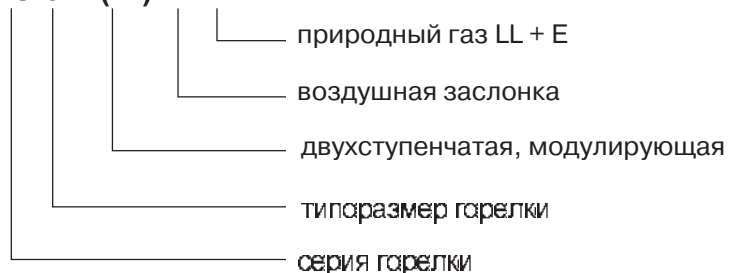 природный газ LL + E
воздушная заслонка
двухступенчатая, модулирующая
типоразмер горелки
серия горелки